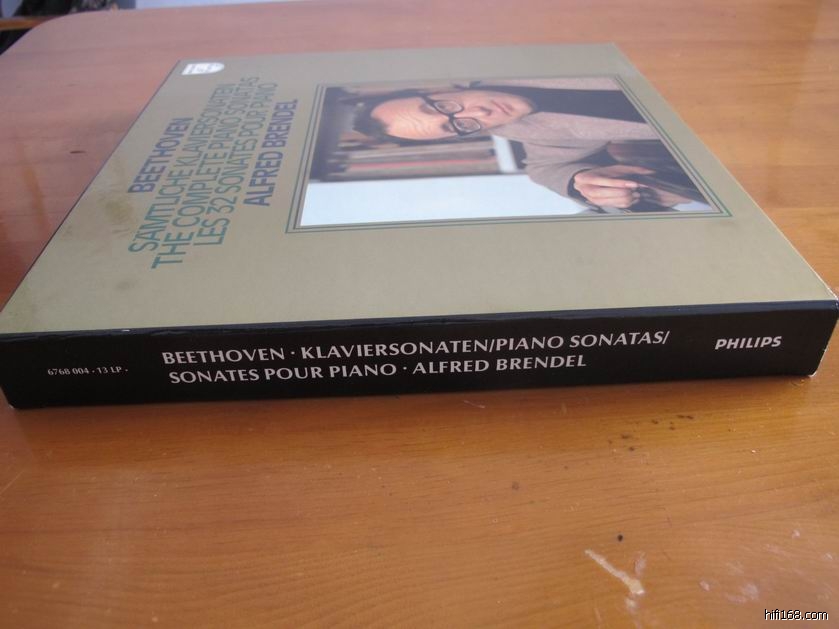 BEETHOVEN
SÄMTLICHE KLAVIERSONATEN
THE COMPLETE PIANO SONATAS
LES 32 SONATES POUR PIANO
ALFRED BRENDEL
6768 004 · 13 LP ·
BEETHOVEN · KLAVIERSONATEN/PIANO SONATAS/
SONATES POUR PIANO · ALFRED BRENDEL
PHILIPS
hifi168.com